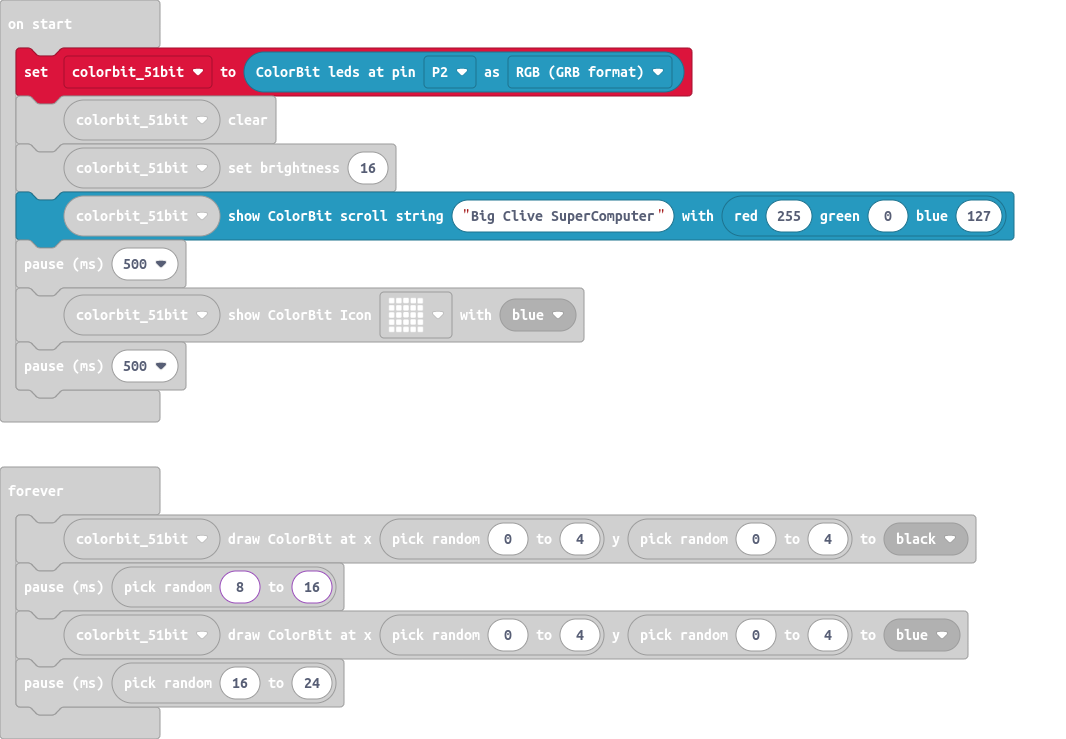 on start
set colorbit_51bit to ColorBit leds at pin P2 as RGB (GRB format)
colorbit_51bit clear
colorbit_51bit set brightness 16
colorbit_51bit show ColorBit scroll string "Big Clive SuperComputer" with red 255 green 0 blue 127
pause (ms) 500
colorbit_51bit show ColorBit Icon with blue
pause (ms) 500
forever
colorbit_51bit draw ColorBit at x pick random 0 to 4 y pick random 0 to 4 to black
pause (ms) pick random 8 to 16
colorbit_51bit draw ColorBit at x pick random 0 to 4 y pick random 0 to 4 to blue
pause (ms) pick random 16 to 24